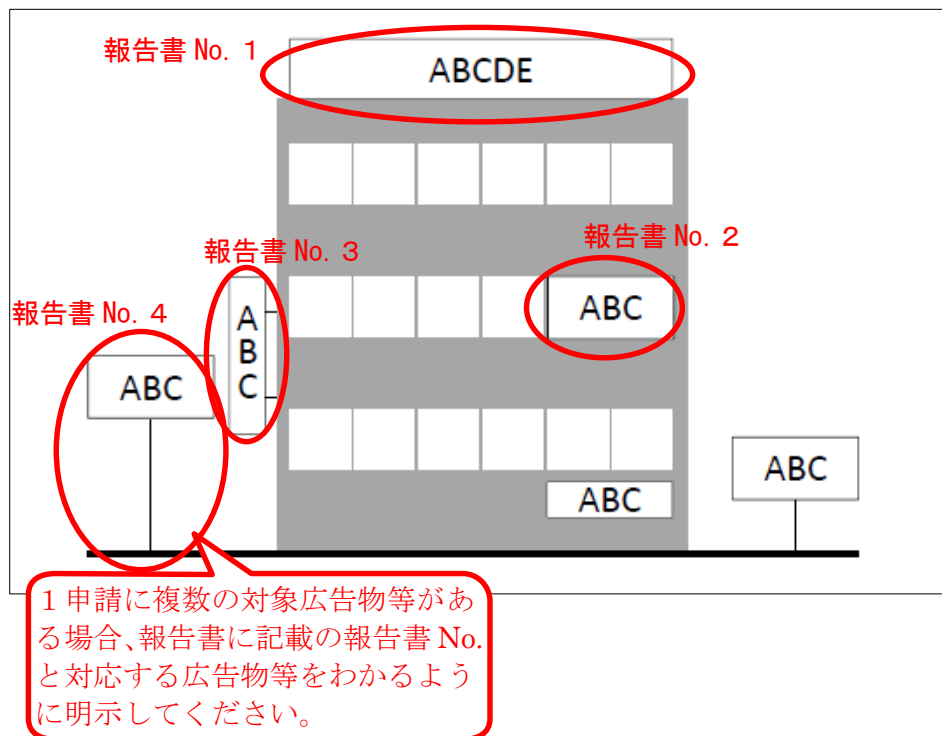 報告書 No. 1
ABCDE
報告書 No. 2
報告書 No. 3
報告書 No. 4
A
B
C
ABC
ABC
ABC
ABC
1 申請に複数の対象広告物等があ
る場合、報告書に記載の報告書 No.
と対応する広告物等をわかるよう
に明示してください。